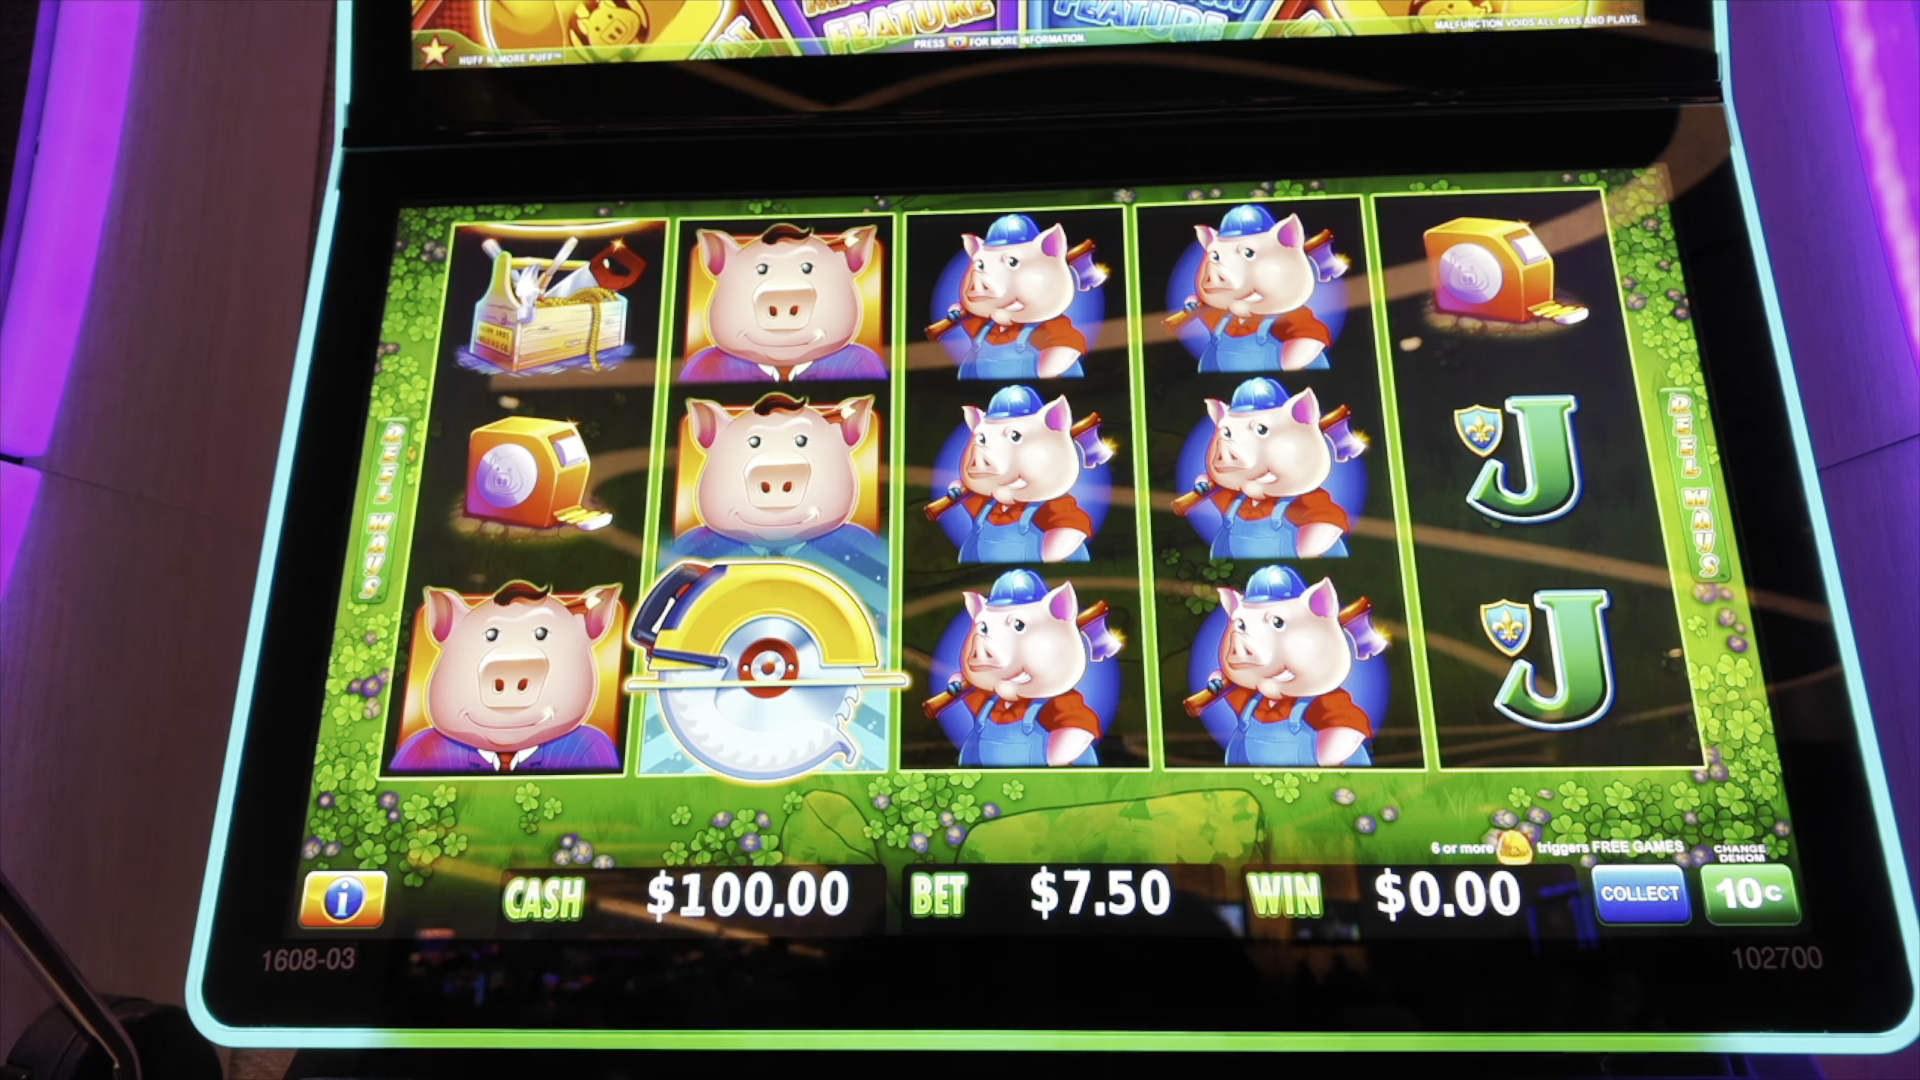 FEATURE
FEATURE
MALFUNCTION VOIDS ALL PAYS AND PLAYS.
PRESS i FOR MORE INFORMATION.
HUFF N' MORE PUFF™
REEL WAYS
REEL WAYS
J
J
6 or more triggers FREE GAMES
CHANGE
DENOM
i
CASH $100.00 BET $7.50 WIN $0.00 COLLECT 10¢
1608-03
102700